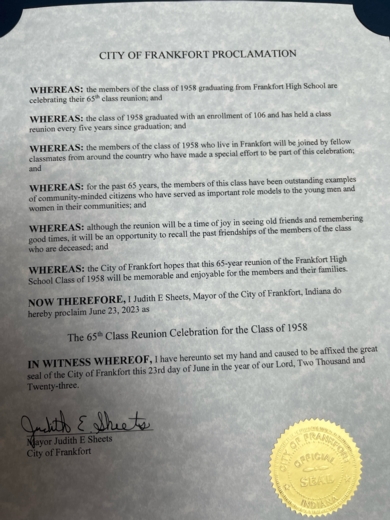 CITY OF FRANKFORT PROCLAMATION
WHEREAS: the members of the class of 1958 graduating from Frankfort High School are
celebrating their 65th class reunion; and
WHEREAS: the class of 1958 graduated with an enrollment of 106 and has held a class
reunion every five years since graduation; and
WHEREAS: the members of the class of 1958 who live in Frankfort will be joined by fellow
classmates from around the country who have made a special effort to be part of this celebration;
and
WHEREAS: for the past 65 years, the members of this class have been outstanding examples
of community-minded citizens who have served as important role models to the young men and
women in their communities; and
WHEREAS: although the reunion will be a time of joy in seeing old friends and remembering
good times, it will be an opportunity to recall the past friendships of the members of the class
who are deceased; and
WHEREAS: the City of Frankfort hopes that this 65-year reunion of the Frankfort High
School Class of 1958 will be memorable and enjoyable for the members and their families.
NOW THEREFORE, I Judith E Sheets, Mayor of the City of Frankfort, Indiana do
hereby proclaim June 23, 2023 as
The 65th Class Reunion Celebration for the Class of 1958
IN WITNESS WHEREOF, I have hereunto set my hand and caused to be affixed the great
seal of the City of Frankfort this 23rd day of June in the year of our Lord, Two Thousand and
Twenty-three.
Judith E Sheets
Mayor Judith E Sheets
City of Frankfort
CITY OF FRANKFORT
OFFICIAL
SEAL
INDIANA